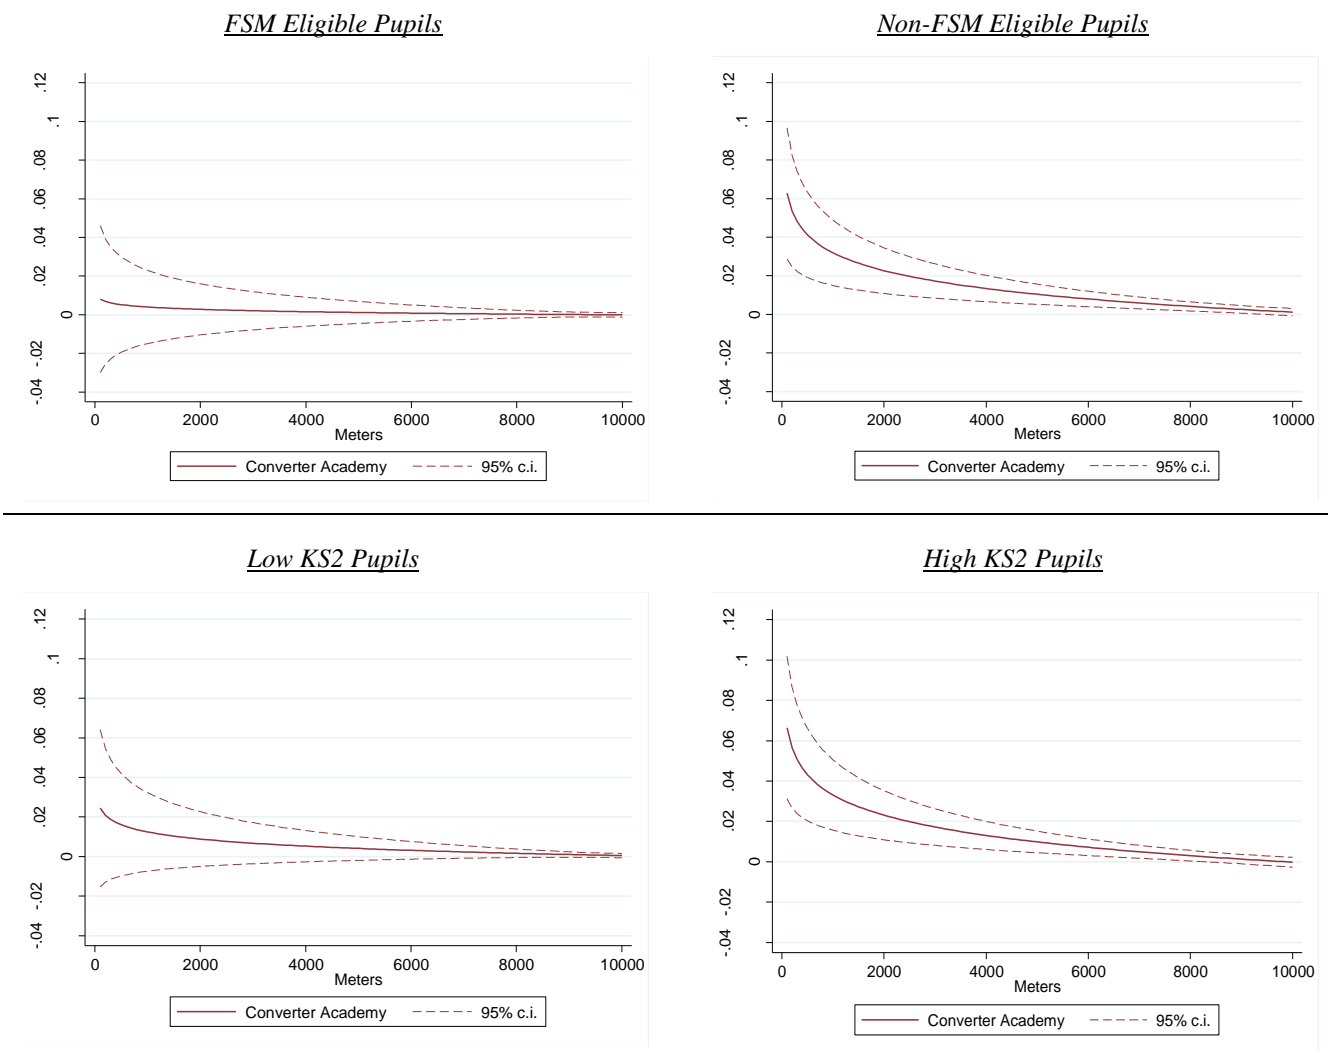 FSM Eligible Pupils
Non-FSM Eligible Pupils
.12
.1
.08
.06
.04
.02
0
-.02
-.04
0 2000 4000 6000 8000 10000
Meters
Converter Academy 95% c.i.
.12
.1
.08
.06
.04
.02
0
-.02
-.04
0 2000 4000 6000 8000 10000
Meters
Converter Academy 95% c.i.
Low KS2 Pupils
High KS2 Pupils
.12
.1
.08
.06
.04
.02
0
-.02
-.04
0 2000 4000 6000 8000 10000
Meters
Converter Academy 95% c.i.
.12
.1
.08
.06
.04
.02
0
-.02
-.04
0 2000 4000 6000 8000 10000
Meters
Converter Academy 95% c.i.